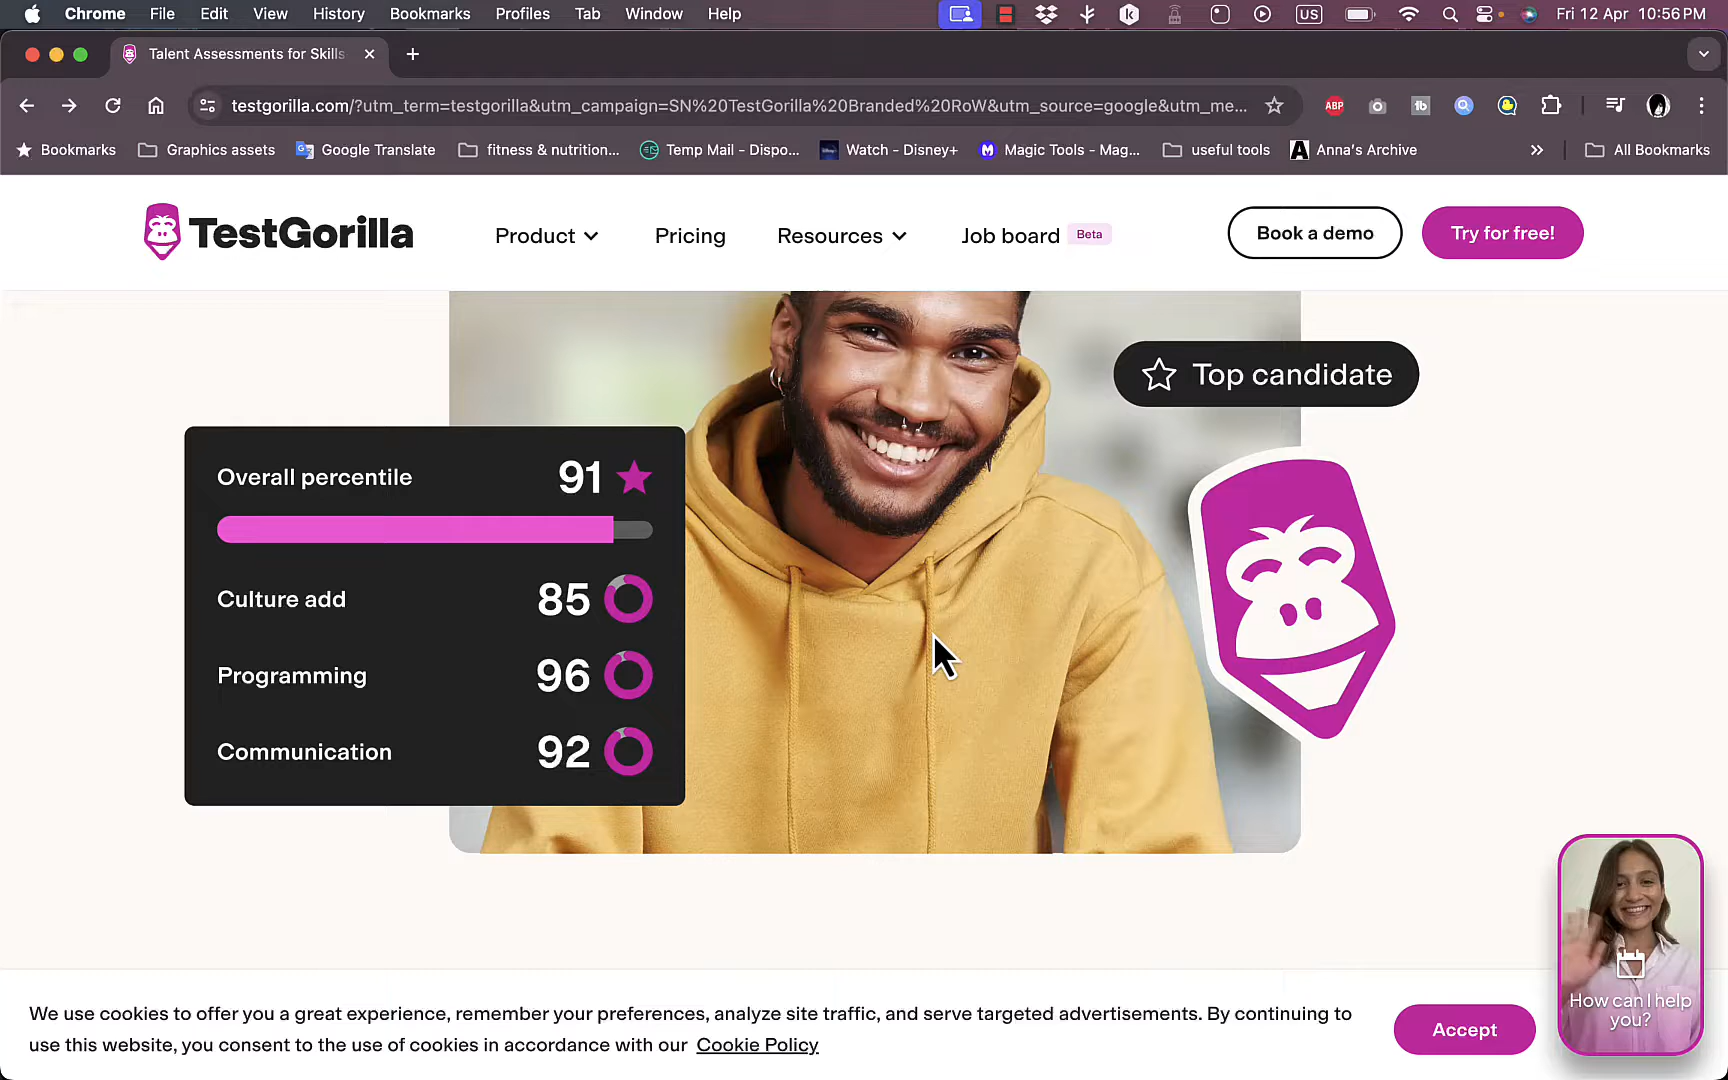 Chrome File Edit View History Bookmarks Profiles Tab Window Help US Fri 12 Apr 10:56 PM
Talent Assessments for Skills
testgorilla.com/?utm_term=testgorilla&utm_campaign=SN%20TestGorilla%20Branded%20RoW&utm_source=google&utm_me... ABP tb
Bookmarks Graphics assets Google Translate fitness & nutrition... Temp Mail - Dispo... Watch - Disney+ Magic Tools - Mag... useful tools Anna's Archive » All Bookmarks
TestGorilla Product Pricing Resources Job board Beta Book a demo Try for free!
Top candidate
Overall percentile 91
Culture add 85
Programming 96
Communication 92
How can I help
you?
We use cookies to offer you a great experience, remember your preferences, analyze site traffic, and serve targeted advertisements. By continuing to
use this website, you consent to the use of cookies in accordance with our Cookie Policy
Accept